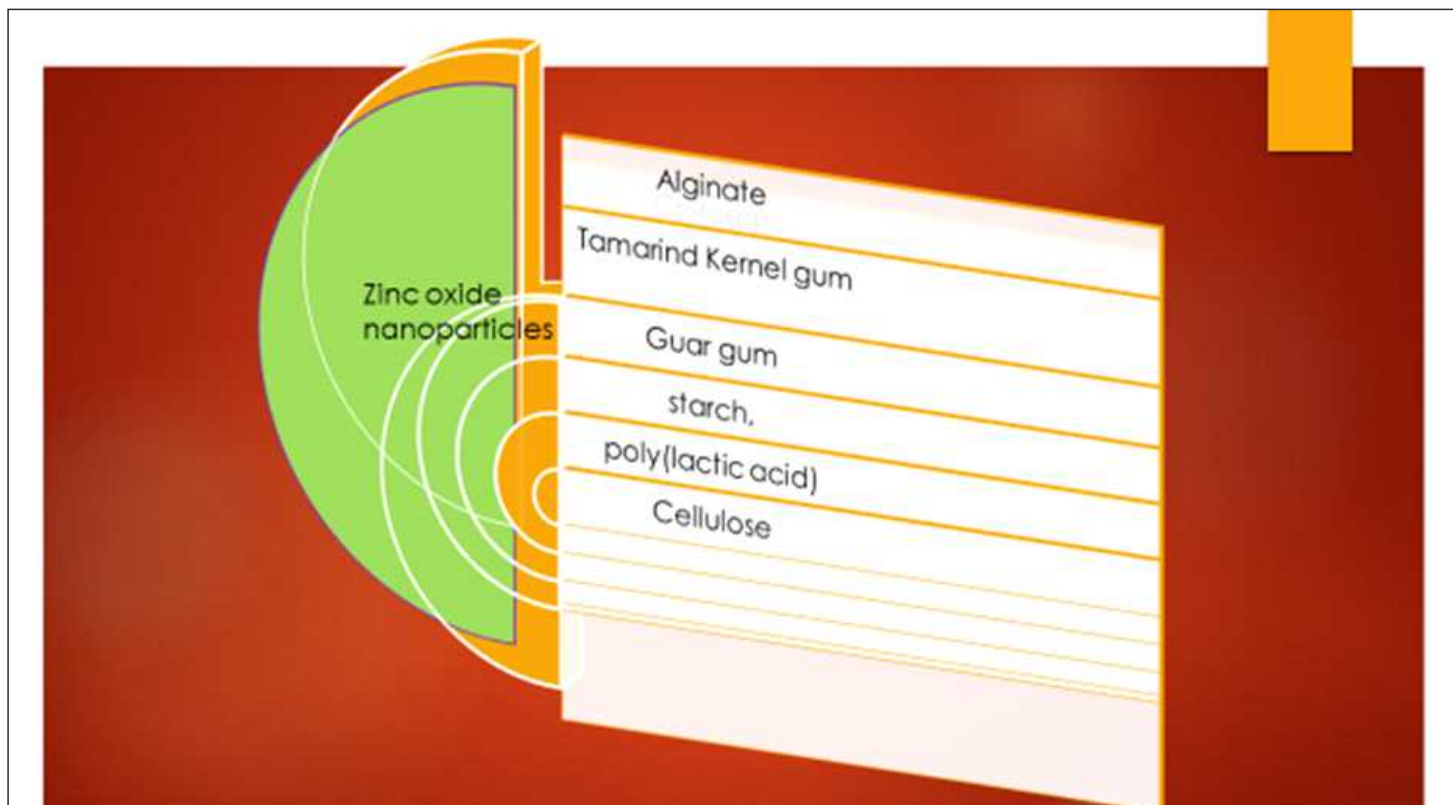 Alginate
Tamarind Kernel gum
Zinc oxide
nanoparticles
Guar gum
starch,
poly(lactic acid)
Cellulose